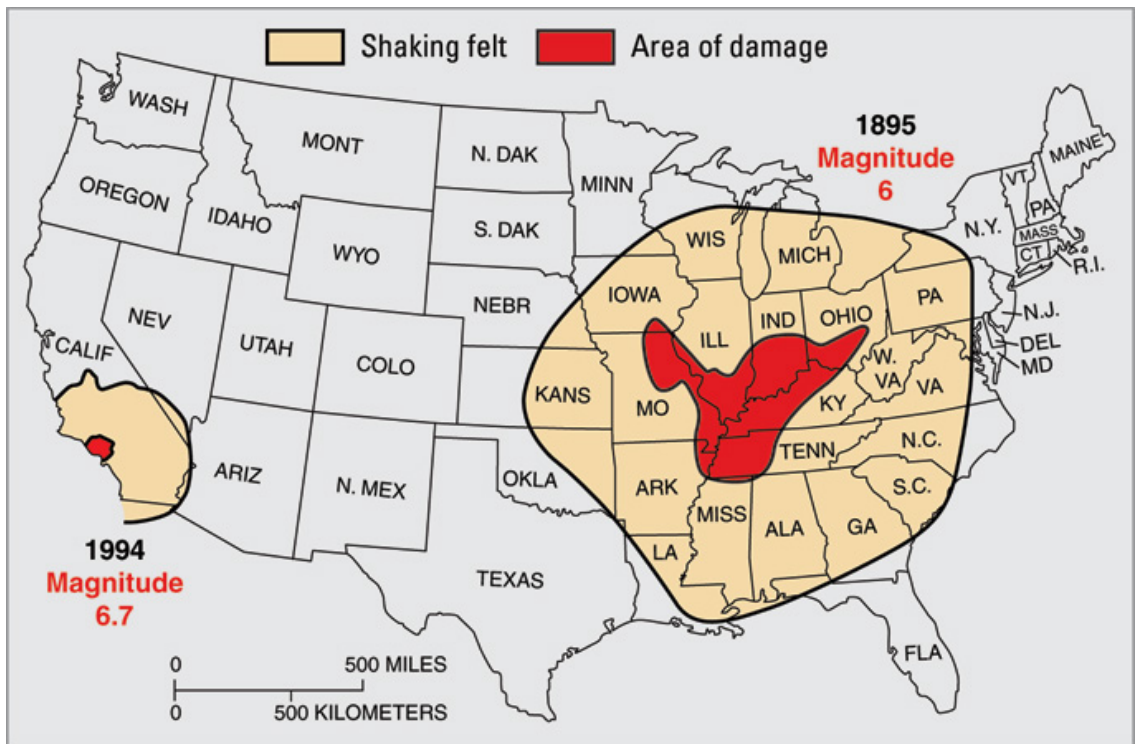 Shaking felt
Area of damage
WASH
MONT
N. DAK
MINN
1895
Magnitude
6
MAINE
VT.
PA
OREGON
IDAHO
S. DAK
WIS
MICH
N.Y.
MASS
CT
R.I.
WYO
NEBR
IOWA
PA
N.J.
NEV
UTAH
COLO
ILL
IND
OHIO
DEL
MD
CALIF
KANS
MO
W.
VA
VA
KY
ARIZ
N. MEX
OKLA
ARK
TENN
N.C.
S.C.
MISS
ALA
GA
LA
1994
Magnitude
6.7
TEXAS
FLA
0
500 MILES
0
500 KILOMETERS